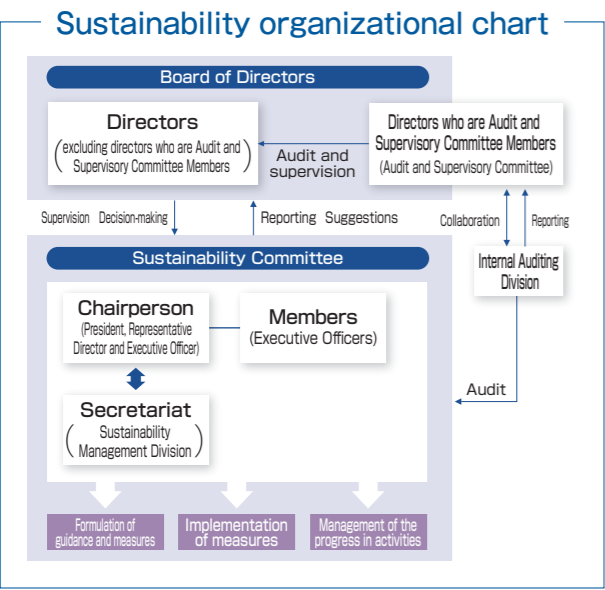 Sustainability organizational chart
Board of Directors
Directors
(excluding directors who are Audit and
Supervisory Committee Members)
Audit and
supervision
Directors who are Audit and
Supervisory Committee Members
(Audit and Supervisory Committee)
Supervision Decision-making
Reporting Suggestions
Collaboration
Reporting
Sustainability Committee
Internal Auditing
Division
Chairperson
(President, Representative
Director and Executive Officer)
Members
(Executive Officers)
Secretariat
(Sustainability
Management Division)
Audit
Formulation of
guidance and measures
Implementation
of measures
Management of the
progress in activities